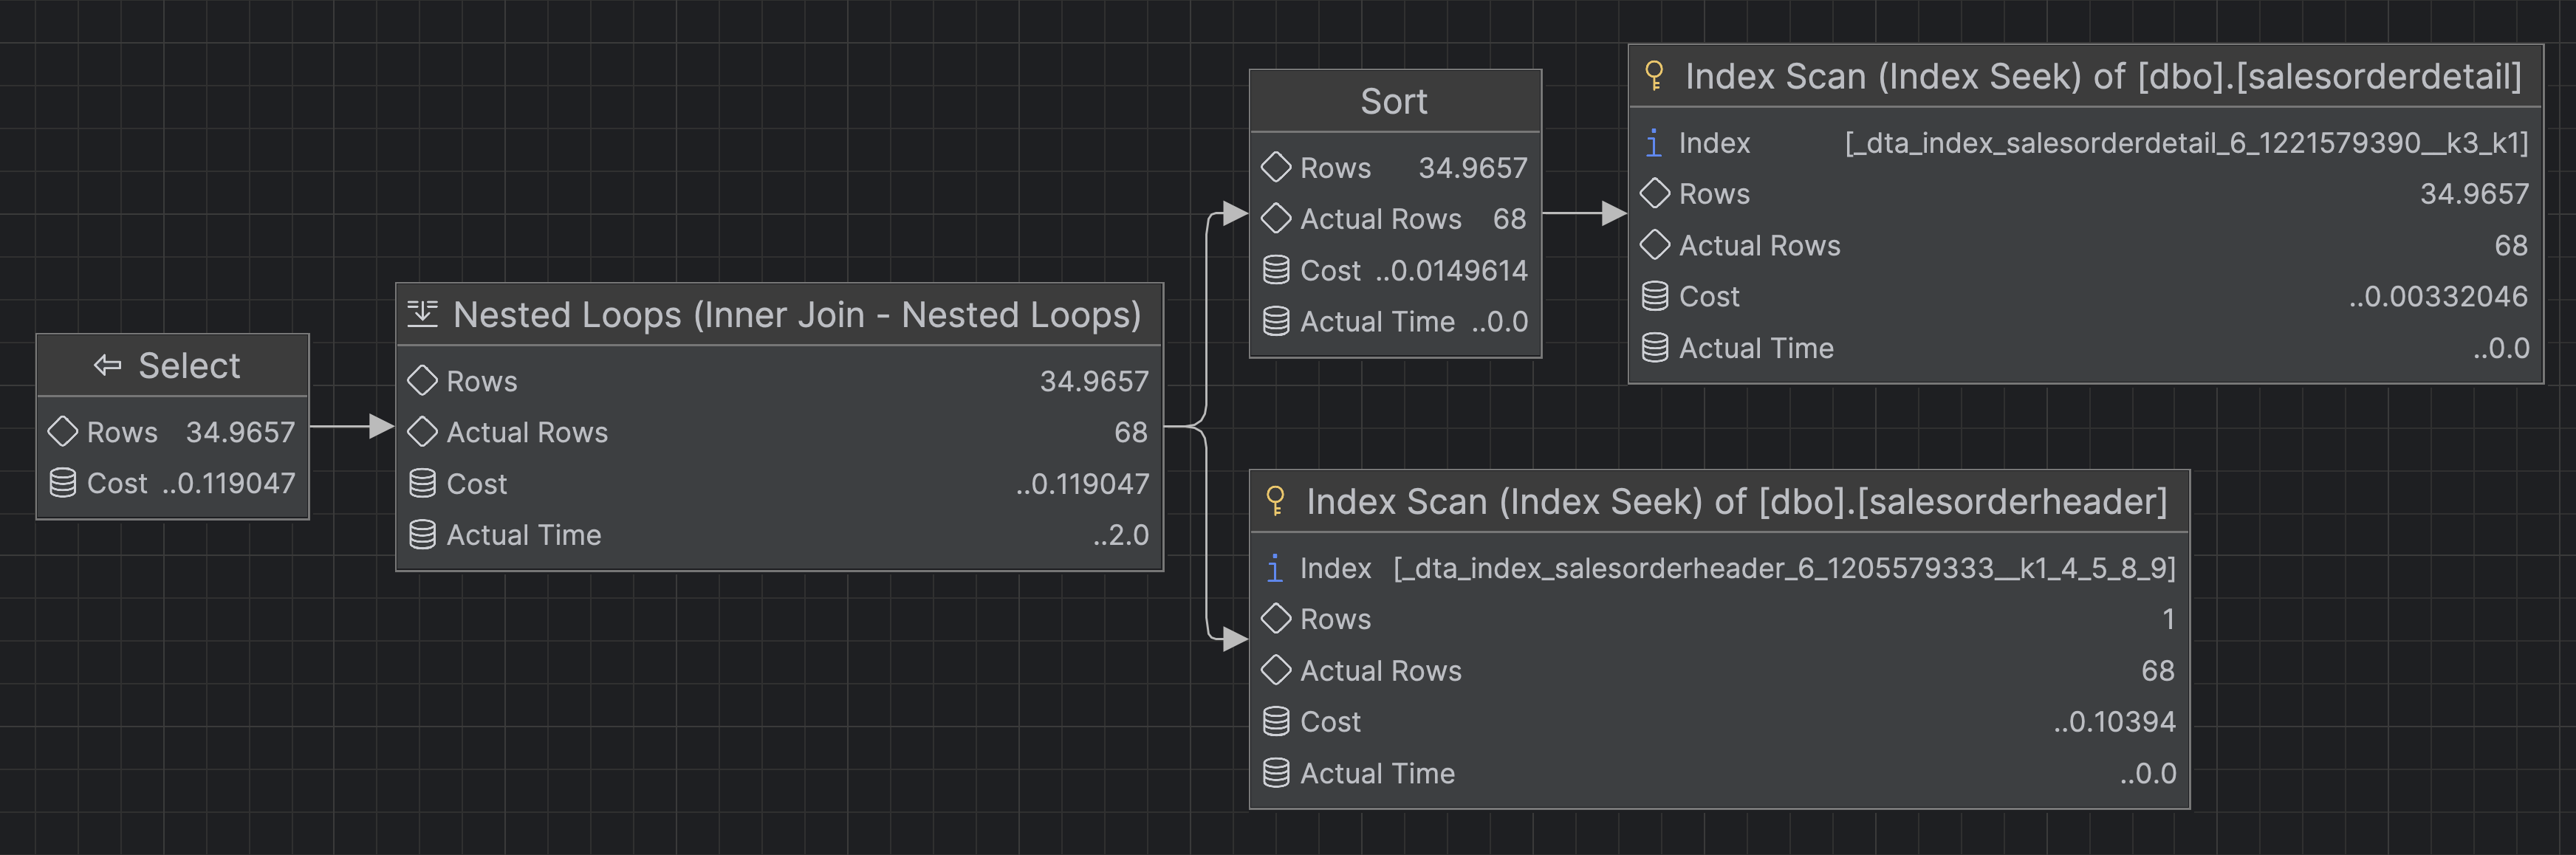 Select
Rows 34.9657
Cost ..0.119047
Nested Loops (Inner Join - Nested Loops)
Rows 34.9657
Actual Rows 68
Cost ..0.119047
Actual Time ..2.0
Sort
Rows 34.9657
Actual Rows 68
Cost ..0.0149614
Actual Time ..0.0
Index Scan (Index Seek) of [dbo].[salesorderdetail]
i Index [_dta_index_salesorderdetail_6_1221579390__k3_k1]
Rows 34.9657
Actual Rows 68
Cost ..0.00332046
Actual Time ..0.0
Index Scan (Index Seek) of [dbo].[salesorderheader]
i Index [_dta_index_salesorderheader_6_1205579333__k1_4_5_8_9]
Rows 1
Actual Rows 68
Cost ..0.10394
Actual Time ..0.0